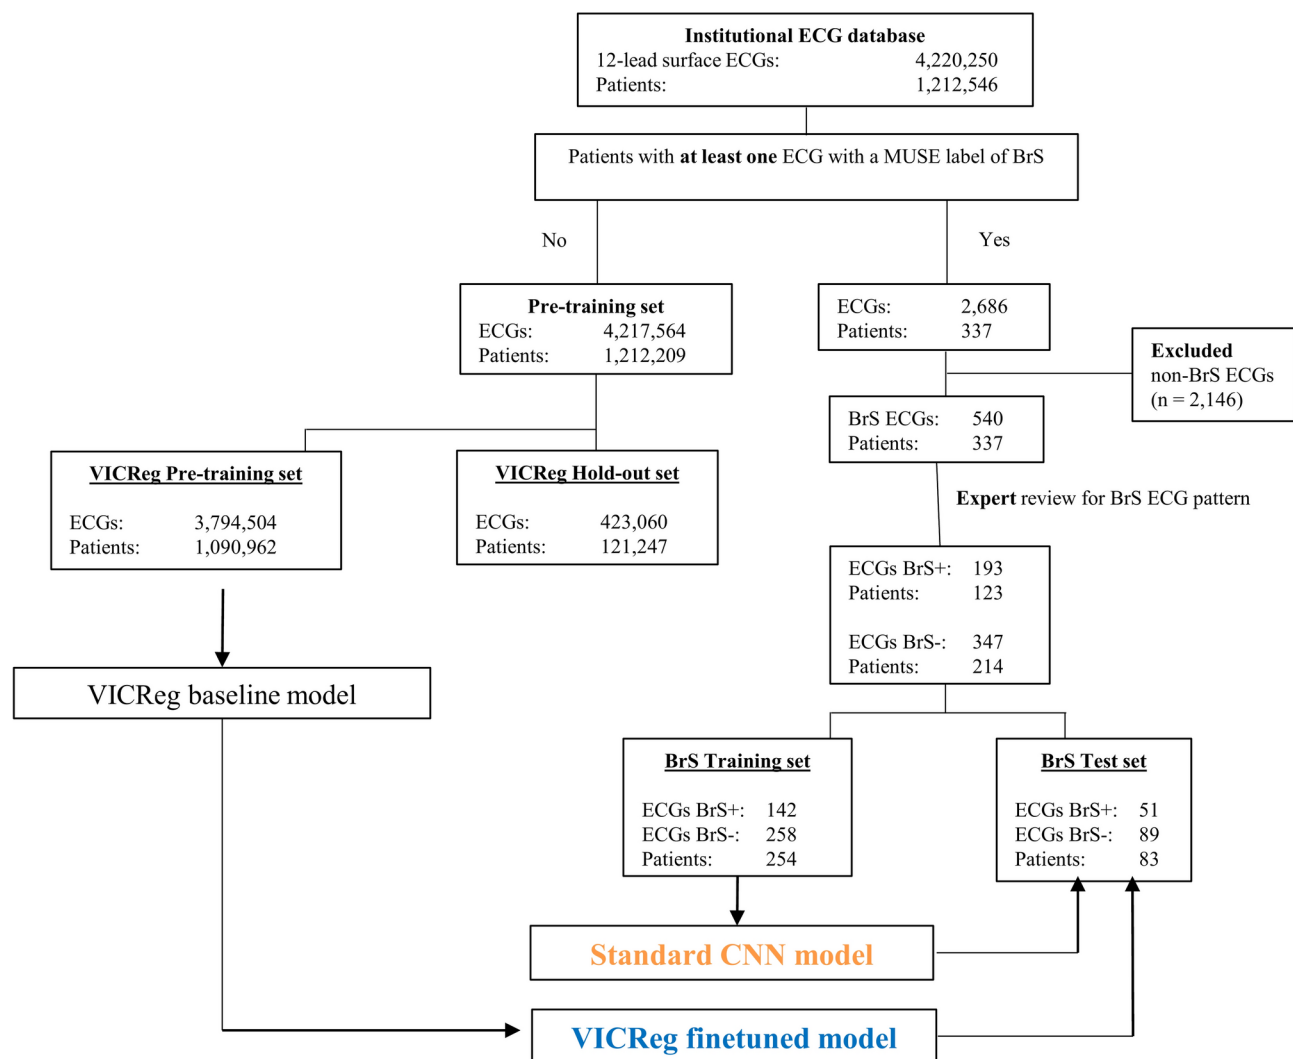 Institutional ECG database
12-lead surface ECGs: 4,220,250
Patients: 1,212,546
Patients with at least one ECG with a MUSE label of BrS
No
Yes
Pre-training set
ECGs: 4,217,564
Patients: 1,212,209
ECGs: 2,686
Patients: 337
Excluded
non-BrS ECGs
(n = 2,146)
BrS ECGs: 540
Patients: 337
VICReg Pre-training set
ECGs: 3,794,504
Patients: 1,090,962
VICReg Hold-out set
ECGs: 423,060
Patients: 121,247
Expert review for BrS ECG pattern
ECGs BrS+: 193
Patients: 123
ECGs BrS-: 347
Patients: 214
VICReg baseline model
BrS Training set
ECGs BrS+: 142
ECGs BrS-: 258
Patients: 254
BrS Test set
ECGs BrS+: 51
ECGs BrS-: 89
Patients: 83
Standard CNN model
VICReg finetuned model